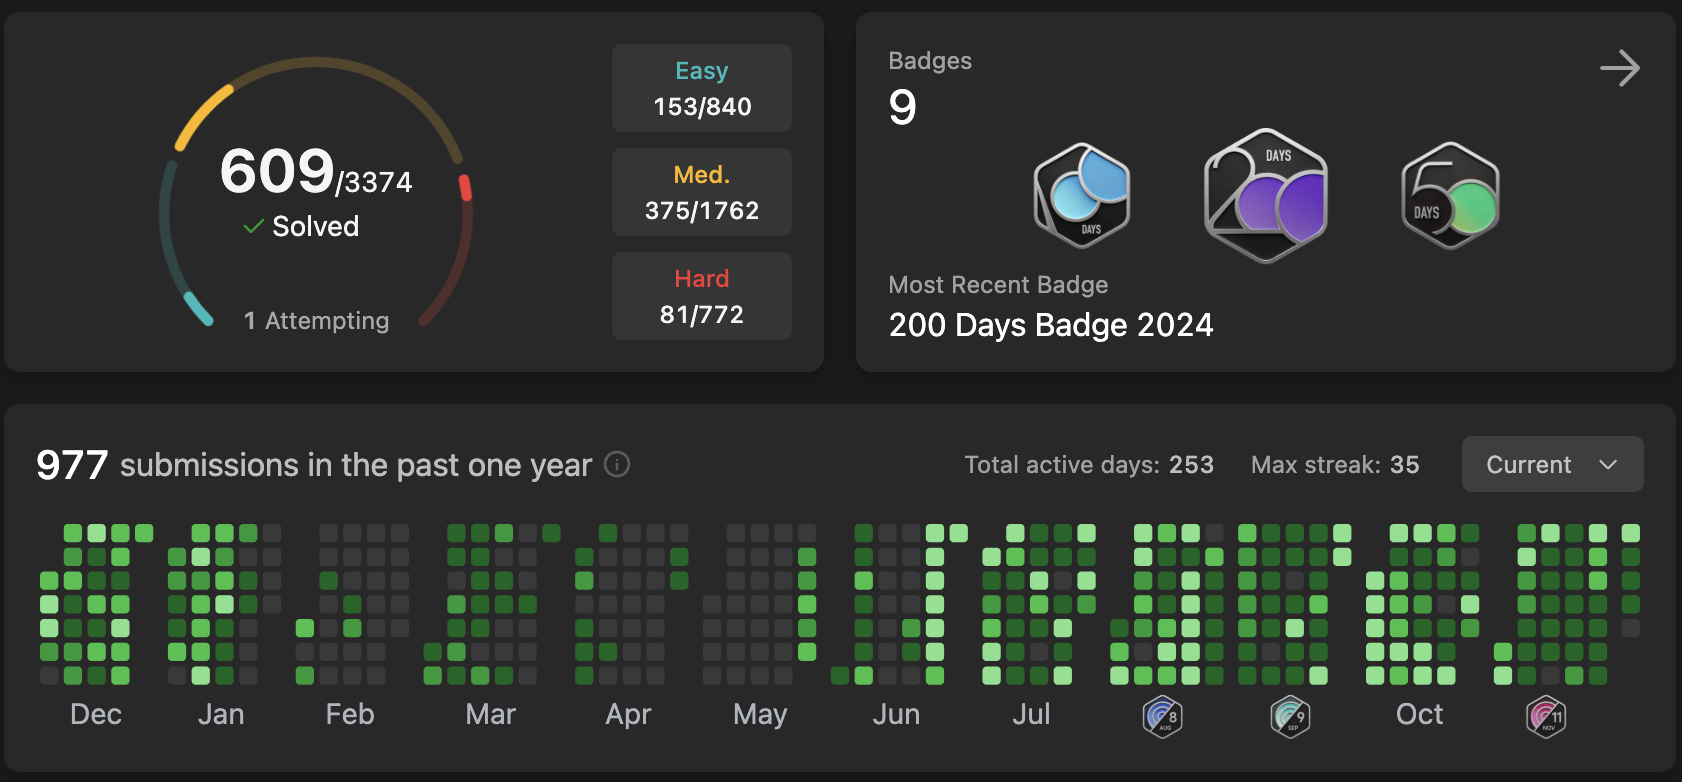 609/3374
Solved
1 Attempting
Easy
153/840
Med.
375/1762
Hard
81/772
Badges
9
DAYS
200 DAYS
50 DAYS
Most Recent Badge
200 Days Badge 2024
977 submissions in the past one year
Total active days: 253
Max streak: 35
Current
Dec
Jan
Feb
Mar
Apr
May
Jun
Jul
8 AUG
9 SEP
Oct
11 NOV